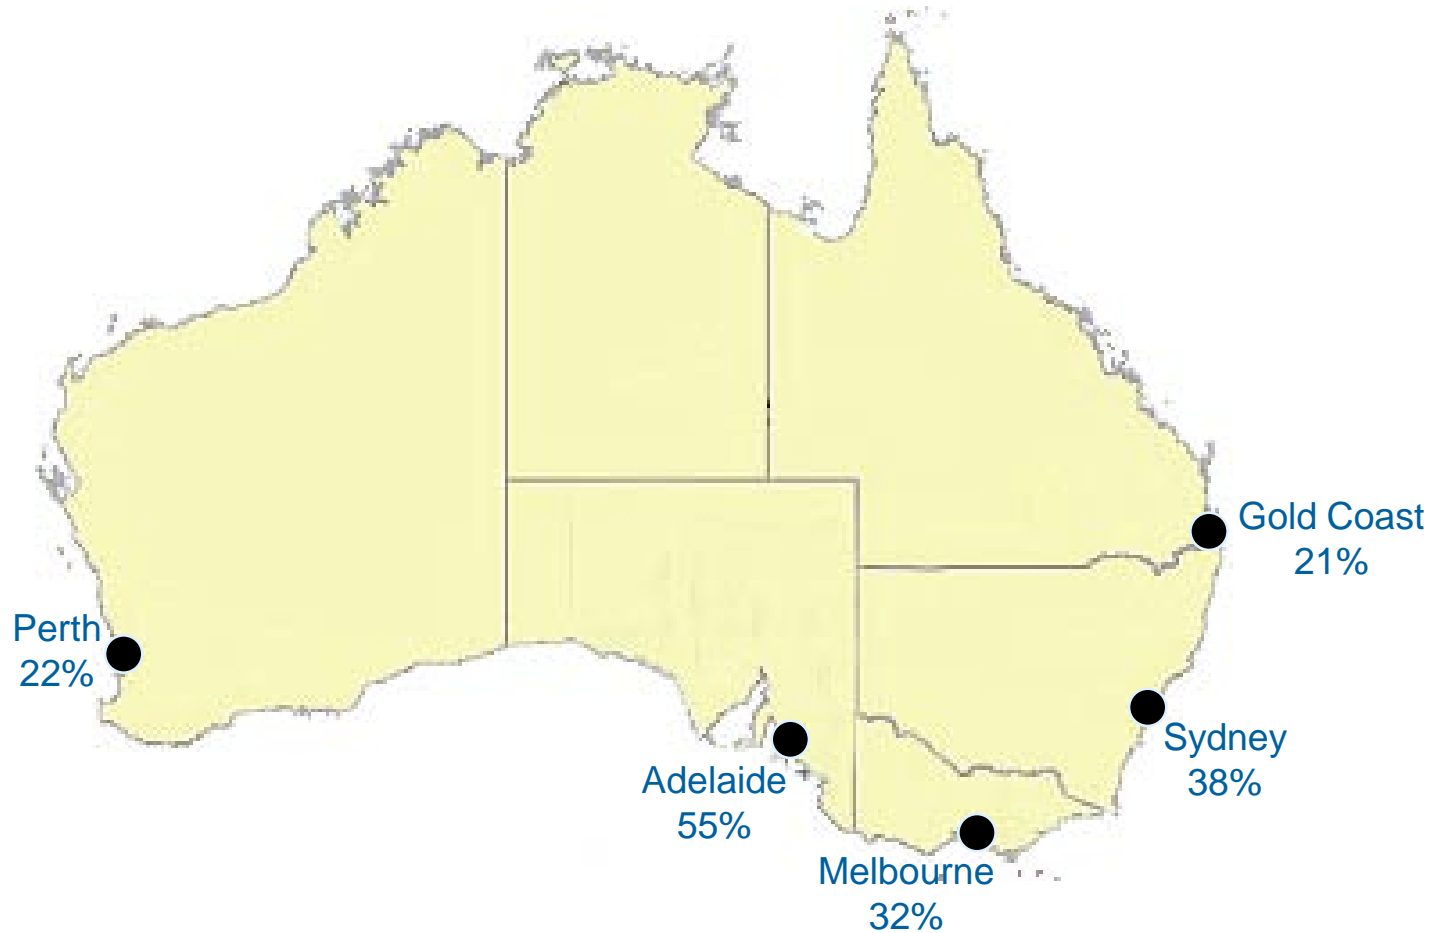 Gold Coast
21%
Perth
22%
Sydney
38%
Adelaide
55%
Melbourne
32%